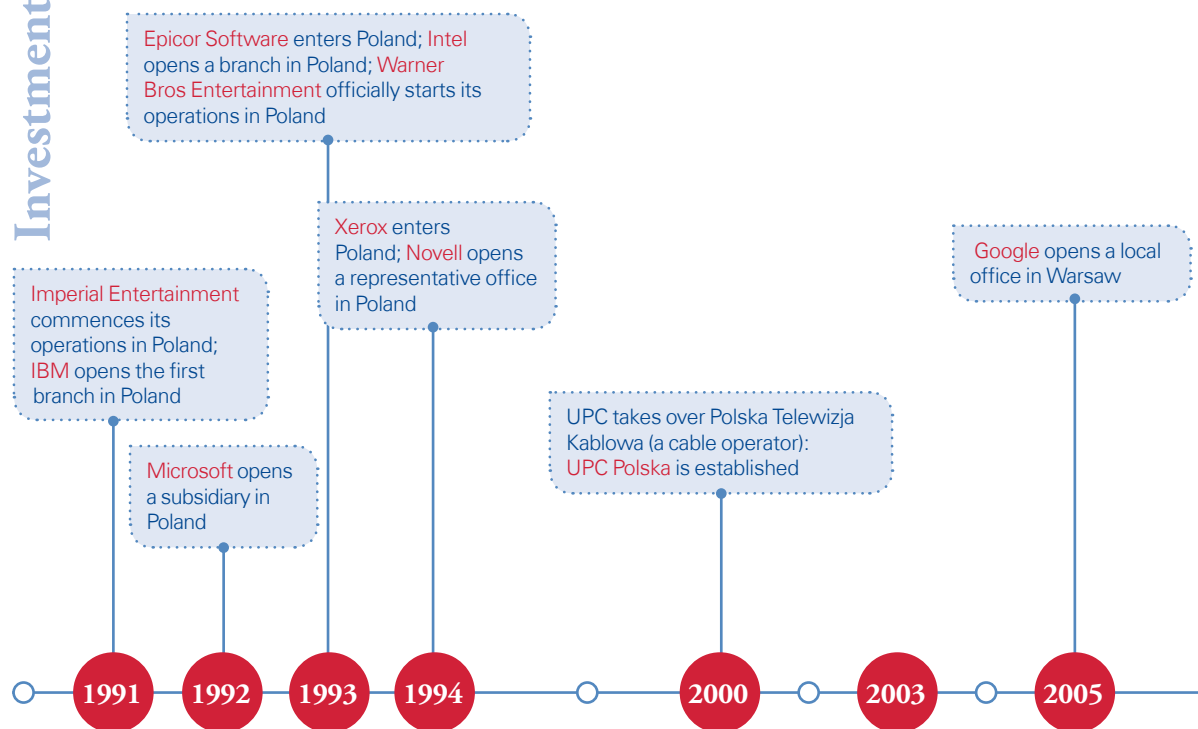 Investment
Epicor Software enters Poland; Intel
opens a branch in Poland; Warner
Bros Entertainment officially starts its
operations in Poland
Xerox enters
Poland; Novell opens
a representative office
in Poland
Google opens a local
office in Warsaw
Imperial Entertainment
commences its
operations in Poland;
IBM opens the first
branch in Poland
UPC takes over Polska Telewizja
Kablowa (a cable operator):
UPC Polska is established
Microsoft opens
a subsidiary in
Poland
1991
1992
1993
1994
2000
2003
2005